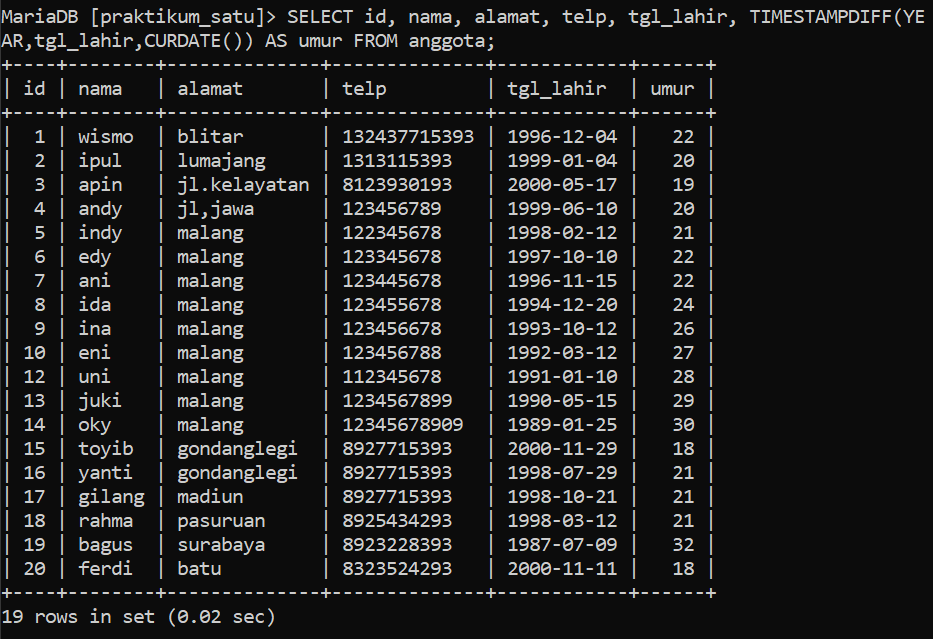 MariaDB [praktikum_satu]> SELECT id, nama, alamat, telp, tgl_lahir, TIMESTAMPDIFF(YE
AR,tgl_lahir,CURDATE()) AS umur FROM anggota;
+----+--------+--------------+-------------+------------+------+
| id | nama   | alamat       | telp        | tgl_lahir  | umur |
+----+--------+--------------+-------------+------------+------+
|  1 | wismo  | blitar       | 132437715393 | 1996-12-04 |   22 |
|  2 | ipul   | lumajang     | 1313115393  | 1999-01-04 |   20 |
|  3 | apin   | jl.kelayatan | 8123930193  | 2000-05-17 |   19 |
|  4 | andy   | jl,jawa      | 123456789   | 1999-06-10 |   20 |
|  5 | indy   | malang       | 122345678   | 1998-02-12 |   21 |
|  6 | edy    | malang       | 123345678   | 1997-10-10 |   22 |
|  7 | ani    | malang       | 123445678   | 1996-11-15 |   22 |
|  8 | ida    | malang       | 123455678   | 1994-12-20 |   24 |
|  9 | ina    | malang       | 123456678   | 1993-10-12 |   26 |
| 10 | eni    | malang       | 123456788   | 1992-03-12 |   27 |
| 12 | uni    | malang       | 112345678   | 1991-01-10 |   28 |
| 13 | juki   | malang       | 1234567899  | 1990-05-15 |   29 |
| 14 | oky    | malang       | 12345678909 | 1989-01-25 |   30 |
| 15 | toyib  | gondanglegi  | 8927715393  | 2000-11-29 |   18 |
| 16 | yanti  | gondanglegi  | 8927715393  | 1998-07-29 |   21 |
| 17 | gilang | madiun       | 8927715393  | 1998-10-21 |   21 |
| 18 | rahma  | pasuruan     | 8925434293  | 1998-03-12 |   21 |
| 19 | bagus  | surabaya     | 8923228393  | 1987-07-09 |   32 |
| 20 | ferdi  | batu         | 8323524293  | 2000-11-11 |   18 |
+----+--------+--------------+-------------+------------+------+
19 rows in set (0.02 sec)